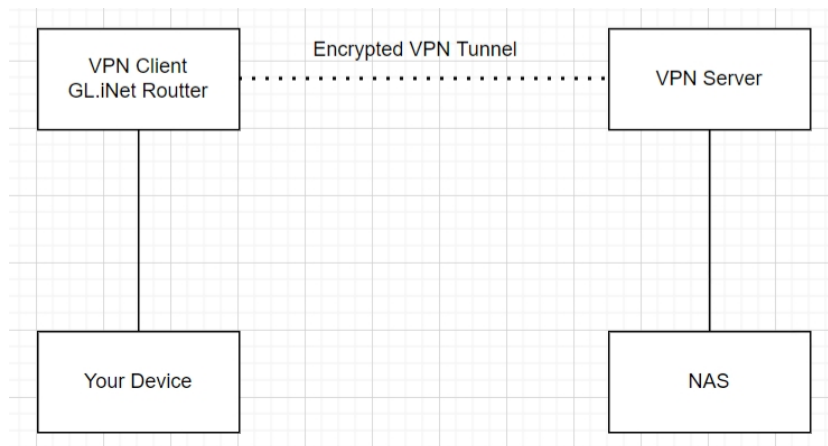 Encrypted VPN Tunnel
VPN Client
GL.iNet Routter
VPN Server
Your Device
NAS